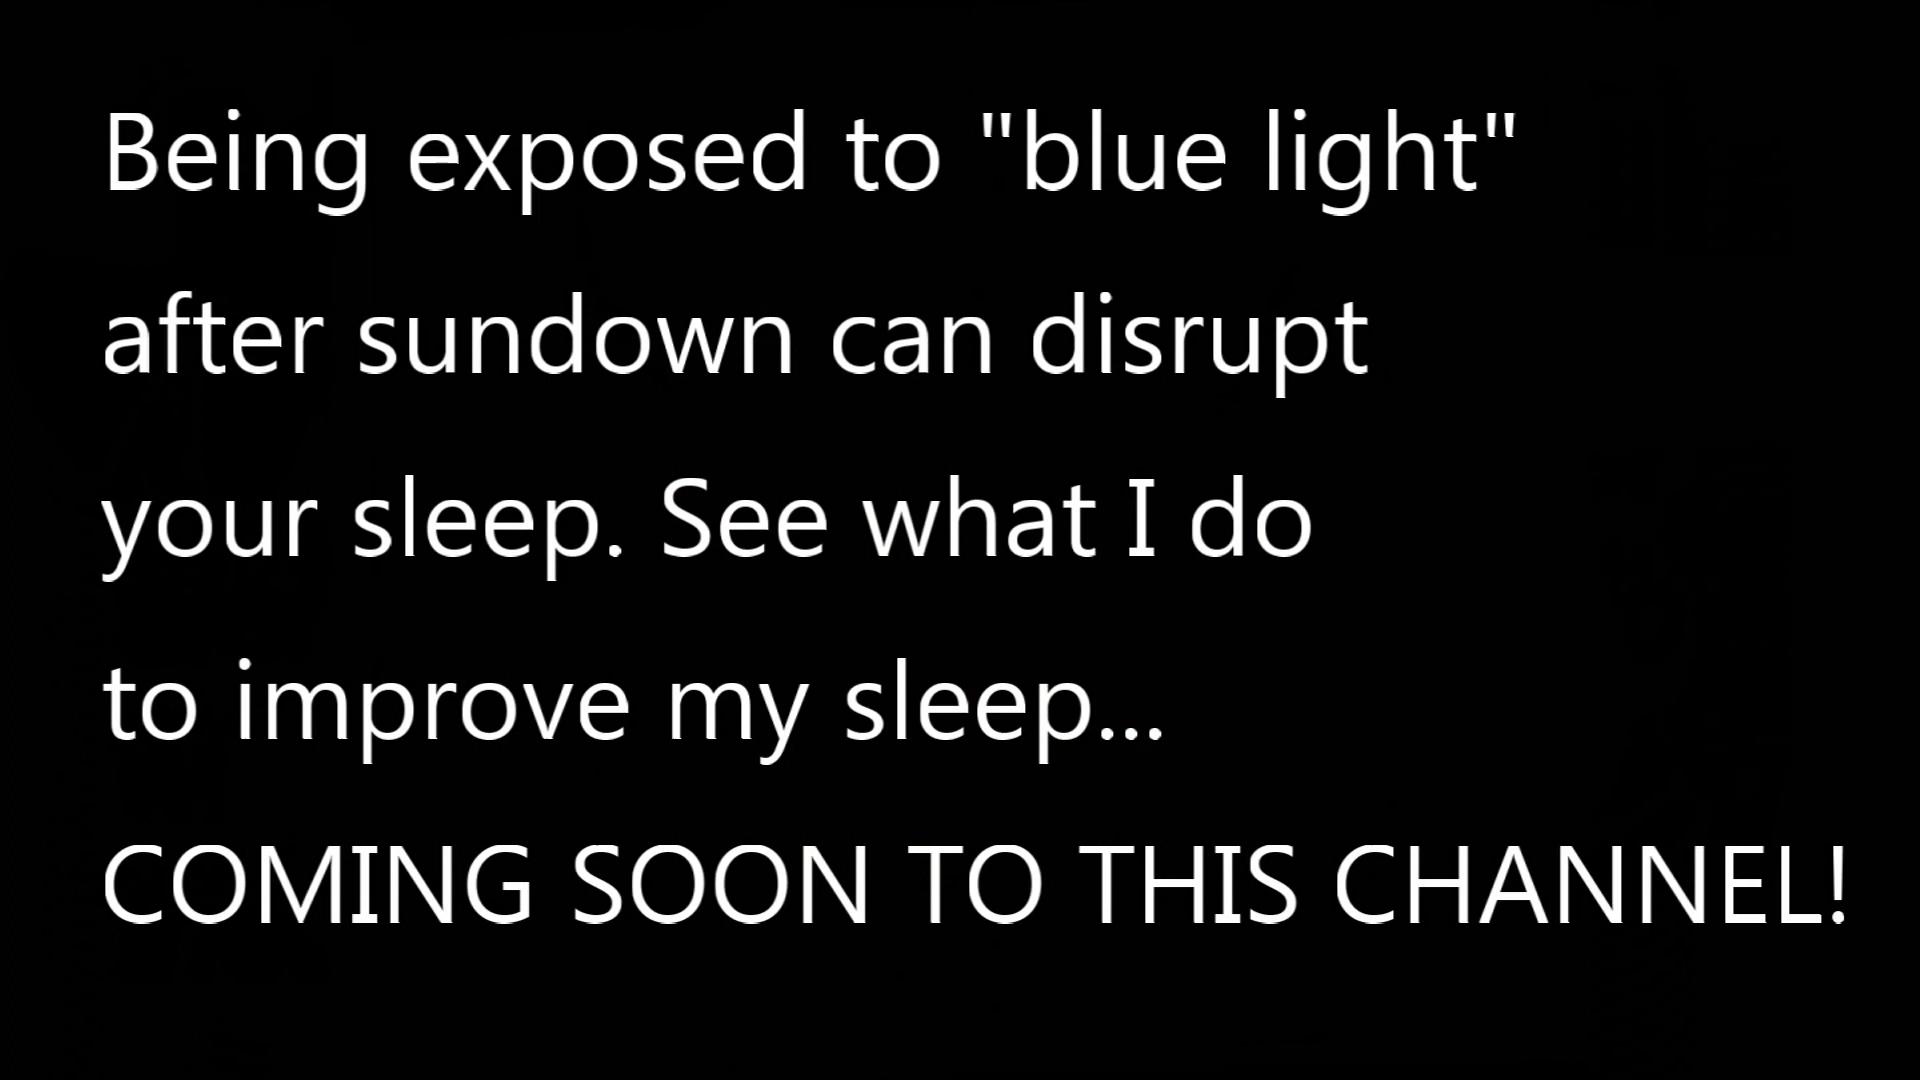 Being exposed to "blue light"
after sundown can disrupt
your sleep. See what I do
to improve my sleep...
COMING SOON TO THIS CHANNEL!